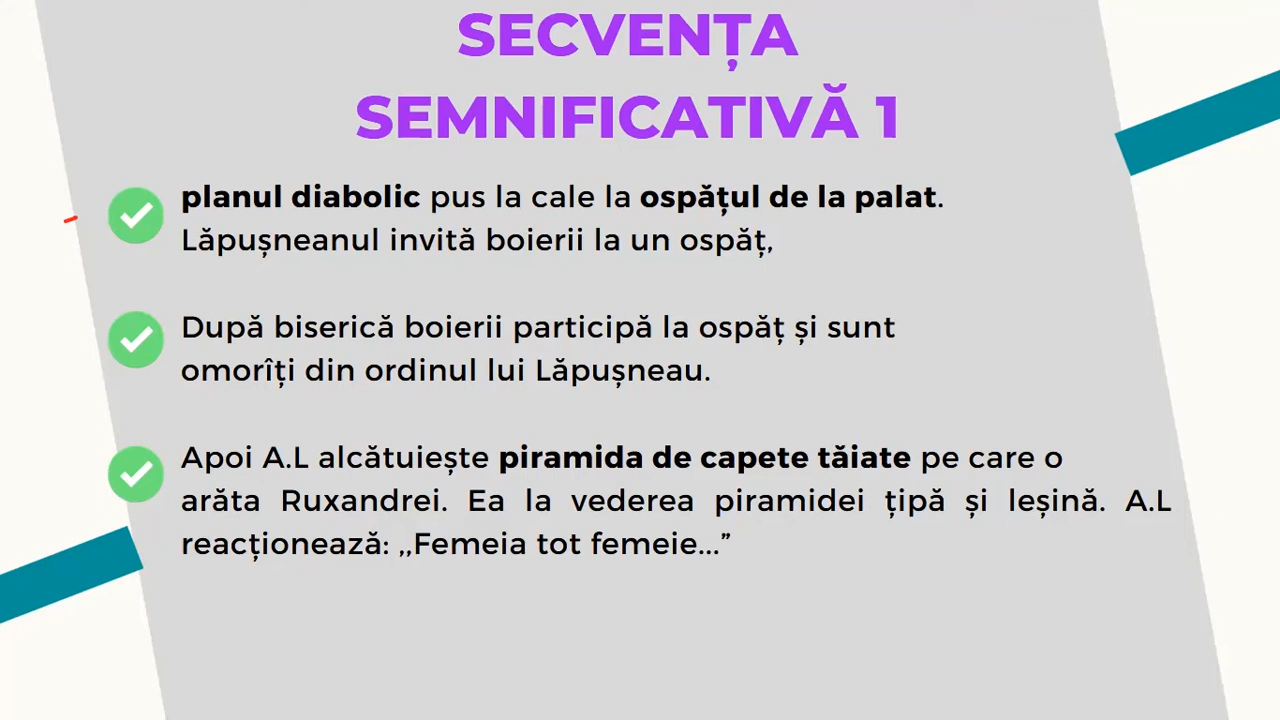 SECVENȚA
SEMNIFICATIVĂ 1
planul diabolic pus la cale la ospățul de la palat.
Lăpușneanul invită boierii la un ospăț,
După biserică boierii participă la ospăț și sunt
omorîți din ordinul lui Lăpușneau.
Apoi A.L alcătuiește piramida de capete tăiate pe care o
arăta Ruxandrei. Ea la vederea piramidei țipă și leșină. A.L
reacționează: ,,Femeia tot femeie...”